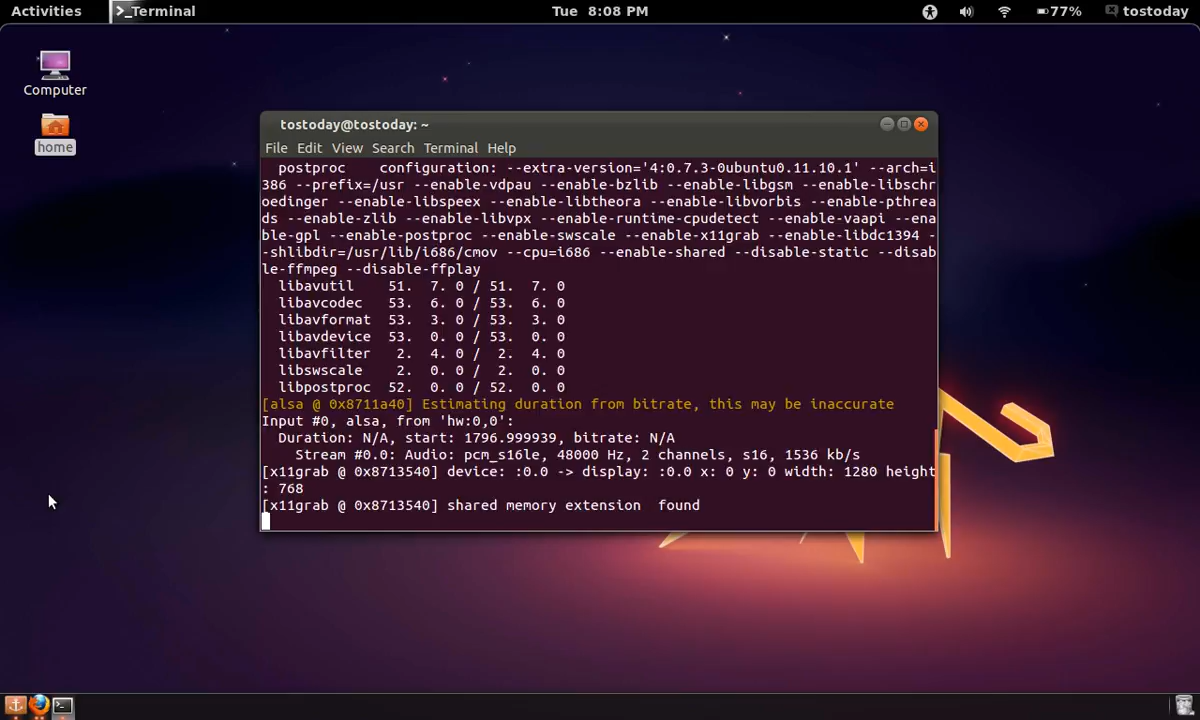 Activities
>_Terminal
Tue 8:08 PM
77%
tostoday
Computer
home
tostoday@tostoday: ~
File Edit View Search Terminal Help
postproc configuration: --extra-version='4:0.7.3-0ubuntu0.11.10.1' --arch=i
386 --prefix=/usr --enable-vdpau --enable-bzlib --enable-libgsm --enable-libschr
oedinger --enable-libspeex --enable-libtheora --enable-libvorbis --enable-pthrea
ds --enable-zlib --enable-libvpx --enable-runtime-cpudetect --enable-vaapi --ena
ble-gpl --enable-postproc --enable-swscale --enable-x11grab --enable-libdc1394 -
-shlibdir=/usr/lib/i686/cmov --cpu=i686 --enable-shared --disable-static --disab
le-ffmpeg --disable-ffplay
libavutil 51. 7. 0 / 51. 7. 0
libavcodec 53. 6. 0 / 53. 6. 0
libavformat 53. 3. 0 / 53. 3. 0
libavdevice 53. 0. 0 / 53. 0. 0
libavfilter 2. 4. 0 / 2. 4. 0
libswscale 2. 0. 0 / 2. 0. 0
libpostproc 52. 0. 0 / 52. 0. 0
[alsa @ 0x8711a40] Estimating duration from bitrate, this may be inaccurate
Input #0, alsa, from 'hw:0,0':
Duration: N/A, start: 1796.999939, bitrate: N/A
Stream #0.0: Audio: pcm_s16le, 48000 Hz, 2 channels, s16, 1536 kb/s
[x11grab @ 0x8713540] device: :0.0 -> display: :0.0 x: 0 y: 0 width: 1280 height
: 768
[x11grab @ 0x8713540] shared memory extension found